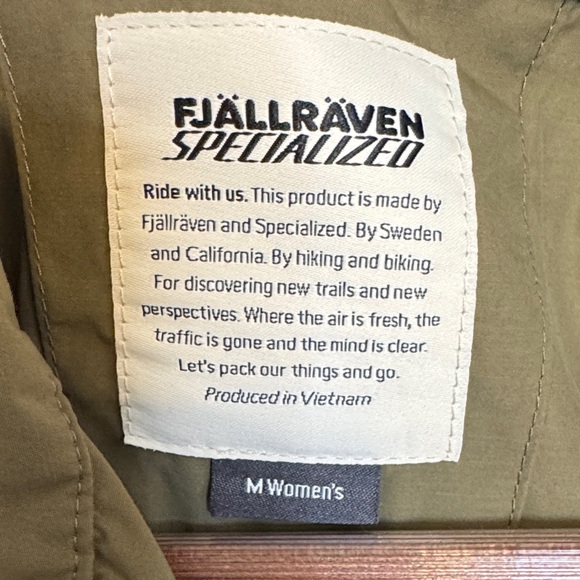 FJÄLLRÄVEN
SPECIALIZED
Ride with us. This product is made by
Fjällräven and Specialized. By Sweden
and California. By hiking and biking.
For discovering new trails and new
perspectives. Where the air is fresh, the
traffic is gone and the mind is clear.
Let's pack our things and go.
Produced in Vietnam
M Women's